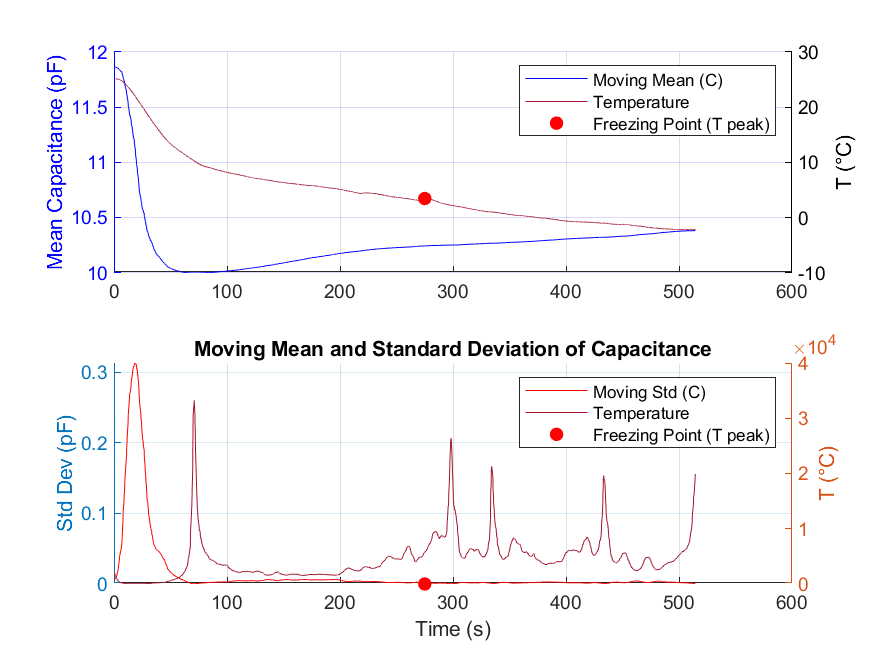 Mean Capacitance (pF)
12
11.5
11
10.5
10
30
20
10
0
-10
T (°C)
Moving Mean (C)
Temperature
Freezing Point (T peak)
0 100 200 300 400 500 600
Moving Mean and Standard Deviation of Capacitance
Std Dev (pF)
0.3
0.2
0.1
0
×10⁴
4
3
2
1
0
T (°C)
Moving Std (C)
Temperature
Freezing Point (T peak)
0 100 200 300 400 500 600
Time (s)